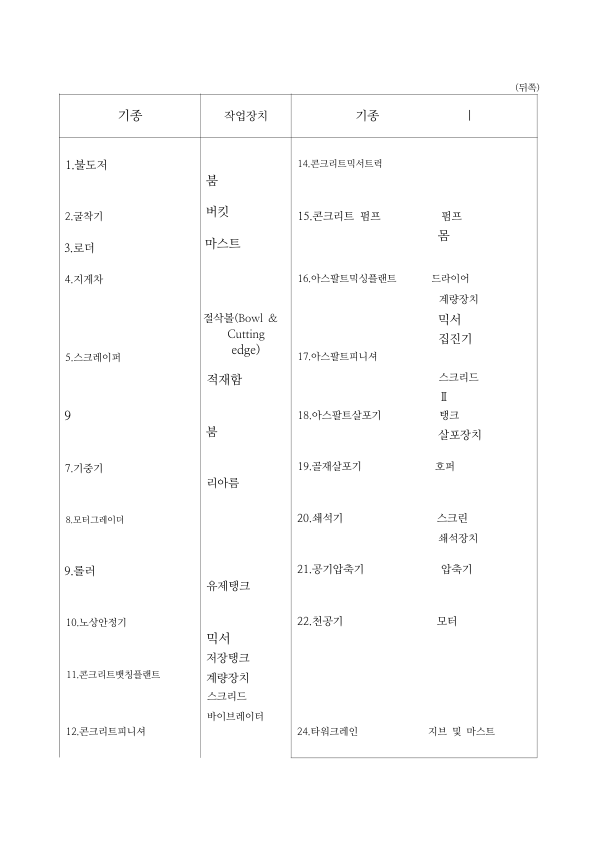 (뒤쪽)
기종 작업장치 기종 |
1.불도저
붐
2.굴착기 버킷
3.로더 마스트
4.지게차
절삭볼(Bowl &
Cutting
edge)
5.스크레이퍼
적재함
9
붐
7.기중기
리아름
8.모터그레이더
9.롤러
유제탱크
10.노상안정기
믹서
저장탱크
11.콘크리트뱃칭플랜트 계량장치
스크리드
바이브레이터
12.콘크리트피니셔
14.콘크리트믹서트럭
15.콘크리트 펌프 펌프
몸
16.아스팔트믹싱플랜트 드라이어
계량장치
믹서
집진기
17.아스팔트피니셔
스크리드
Ⅱ
18.아스팔트살포기 탱크
살포장치
19.골재살포기 호퍼
20.쇄석기 스크린
쇄석장치
21.공기압축기 압축기
22.천공기 모터
24.타워크레인 지브 및 마스트